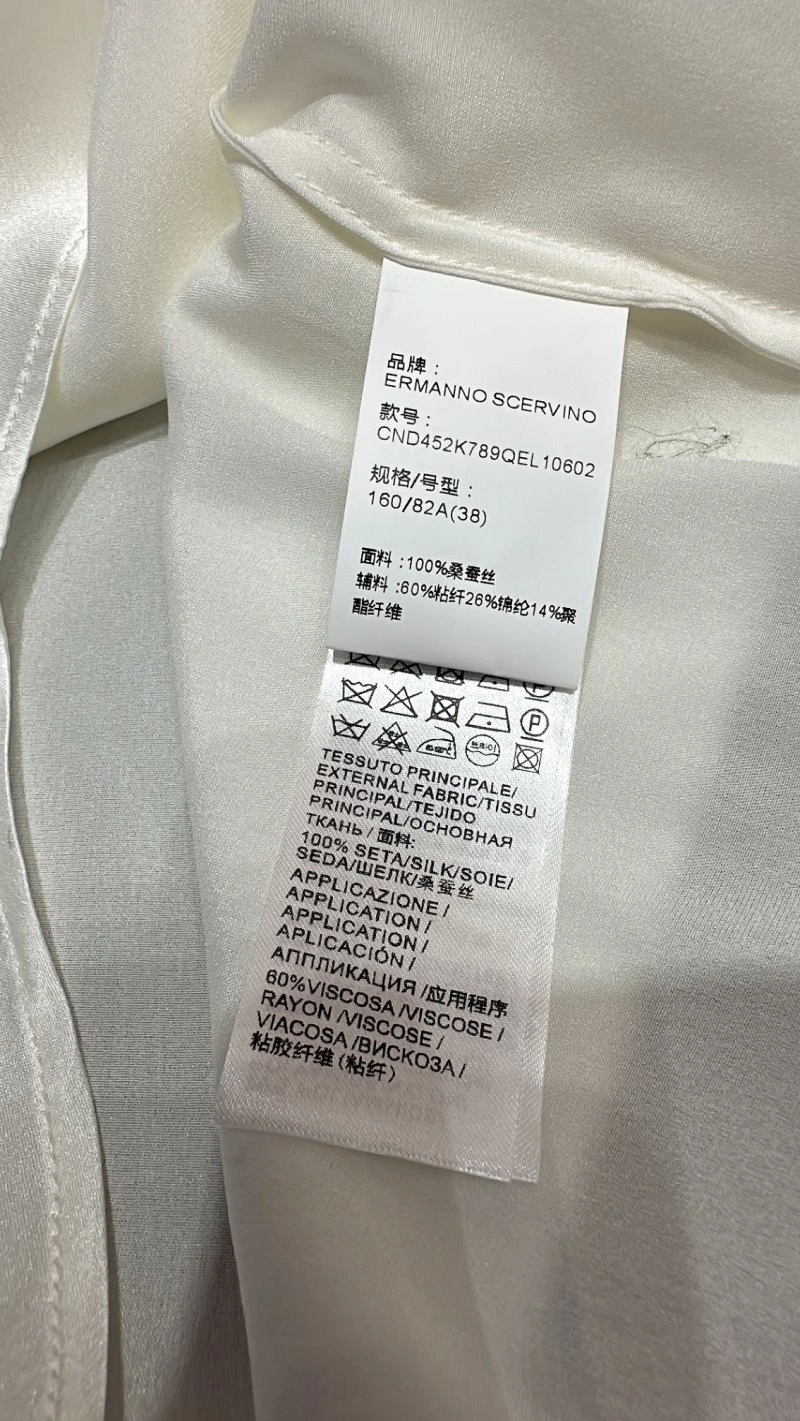 品牌：
ERMANNO SCERVINO
款号：
CND452K789QEL10602
规格/号型：
160/82A(38)
面料:100%桑蚕丝
辅料:60%粘纤26%锦纶14%聚
酯纤维
P
TESSUTO PRINCIPALE/
EXTERNAL FABRIC/TISSU
PRINCIPAL/TEJIDO
PRINCIPAL/ОСНОВНАЯ
ТКАНЬ / 面料:
100% SETA/SILK/SOIE/
SEDA/ШЕЛК/桑蚕丝
APPLICAZIONE /
APPLICATION /
APPLICATION /
APLICACIÓN /
АППЛИКАЦИЯ /应用程序
60%VISCOSA /VISCOSE /
RAYON /VISCOSE /
VIACOSA /ВИСКОЗА /
粘胶纤维 (粘纤)